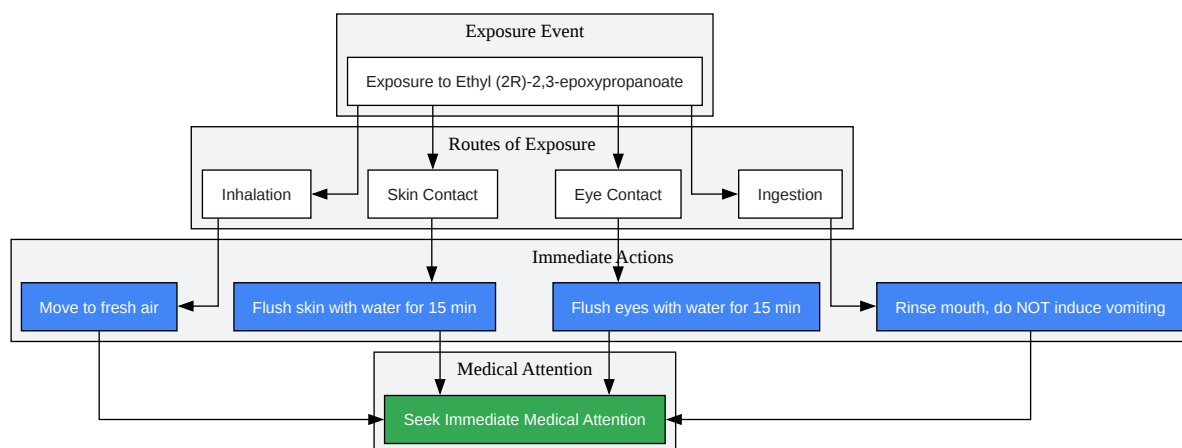 Exposure Event
Exposure to Ethyl (2R)-2,3-epoxypropanoate
Routes of Exposure
Inhalation
Skin Contact
Eye Contact
Ingestion
Immediate Actions
Move to fresh air
Flush skin with water for 15 min
Flush eyes with water for 15 min
Rinse mouth, do NOT induce vomiting
Medical Attention
Seek Immediate Medical Attention